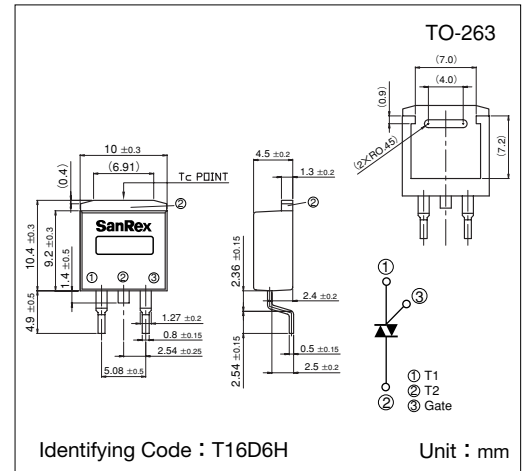 TO-263
(7.0)
(4.0)
(0.9)
(7.2)
(2×R0.45)
10 ±0.3
(6.91)
(0.4)
Tc POINT
②
SanRex
① ② ③
10.4 ±0.3
9.2 ±0.3
1.4 ±0.5
4.9 ±0.5
1.27 ±0.2
0.8 ±0.15
2.54 ±0.25
5.08 ±0.5
4.5 ±0.2
1.3 ±0.2
②
2.36 ±0.15
2.4 ±0.2
2.54 ±0.15
0.5 ±0.15
2.5 ±0.2
①
③
②
① T1
② T2
③ Gate
Identifying Code：T16D6H
Unit：mm